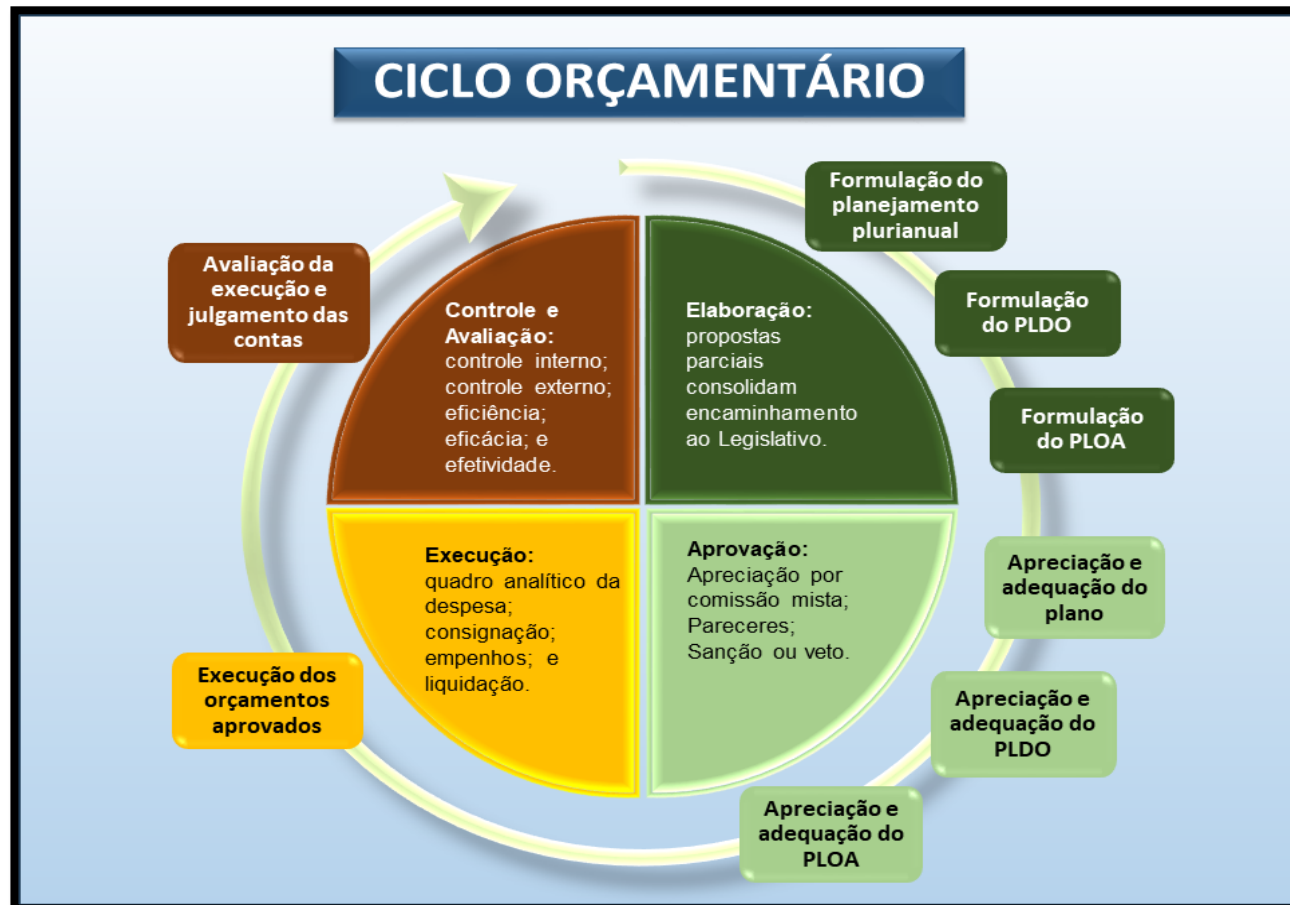 CICLO ORÇAMENTÁRIO
Formulação do
planejamento
plurianual
Formulação
do PLDO
Formulação
do PLOA
Apreciação e
adequação do
plano
Apreciação e
adequação do
PLDO
Apreciação e
adequação do
PLOA
Execução dos
orçamentos
aprovados
Avaliação da
execução e
julgamento das
contas
Controle e
Avaliação:
controle interno;
controle externo;
eficiência;
eficácia; e
efetividade.
Elaboração:
propostas
parciais
consolidam
encaminhamento
ao Legislativo.
Execução:
quadro analítico da
despesa;
consignação;
empenhos; e
liquidação.
Aprovação:
Apreciação por
comissão mista;
Pareceres;
Sanção ou veto.